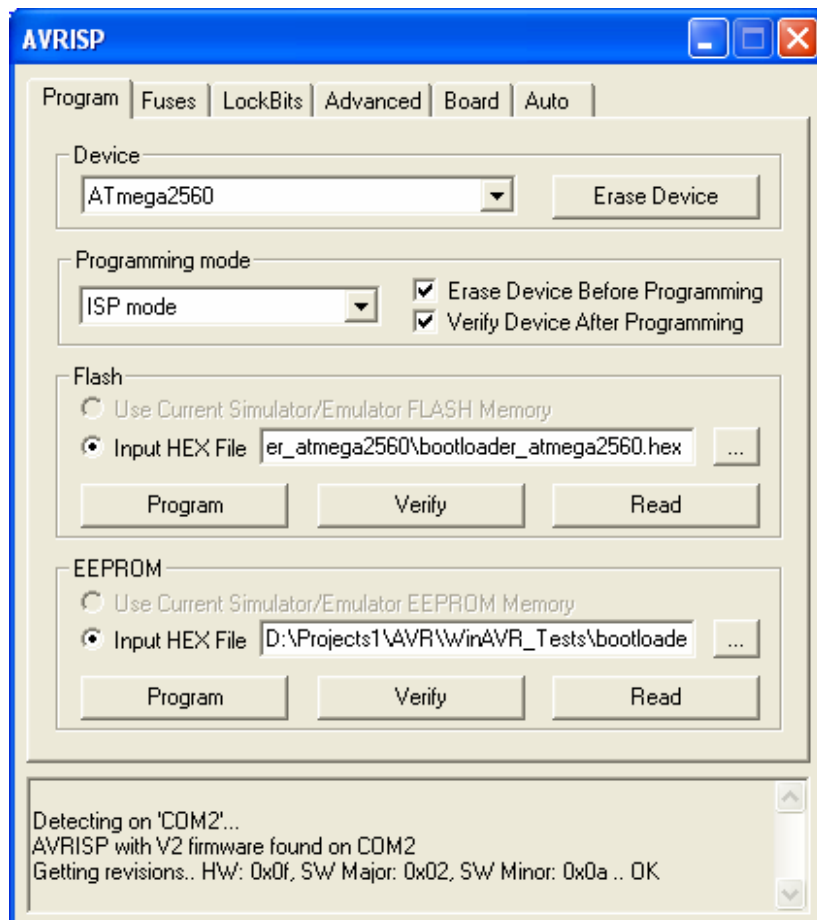 AVRISP
Program Fuses LockBits Advanced Board Auto
Device
ATmega2560 Erase Device
Programming mode
ISP mode
Erase Device Before Programming
Verify Device After Programming
Flash
Use Current Simulator/Emulator FLASH Memory
Input HEX File er_atmega2560\bootloader_atmega2560.hex ...
Program Verify Read
EEPROM
Use Current Simulator/Emulator EEPROM Memory
Input HEX File D:\Projects1\AVR\WinAVR_Tests\bootloade ...
Program Verify Read
Detecting on 'COM2'...
AVRISP with V2 firmware found on COM2
Getting revisions.. HW: 0x0f, SW Major: 0x02, SW Minor: 0x0a .. OK